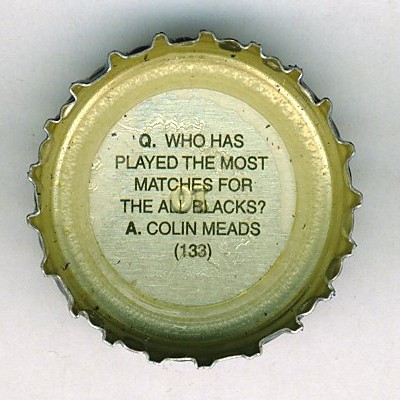 Q. WHO HAS
PLAYED THE MOST
MATCHES FOR
THE ALL BLACKS?
A. COLIN MEADS
(133)